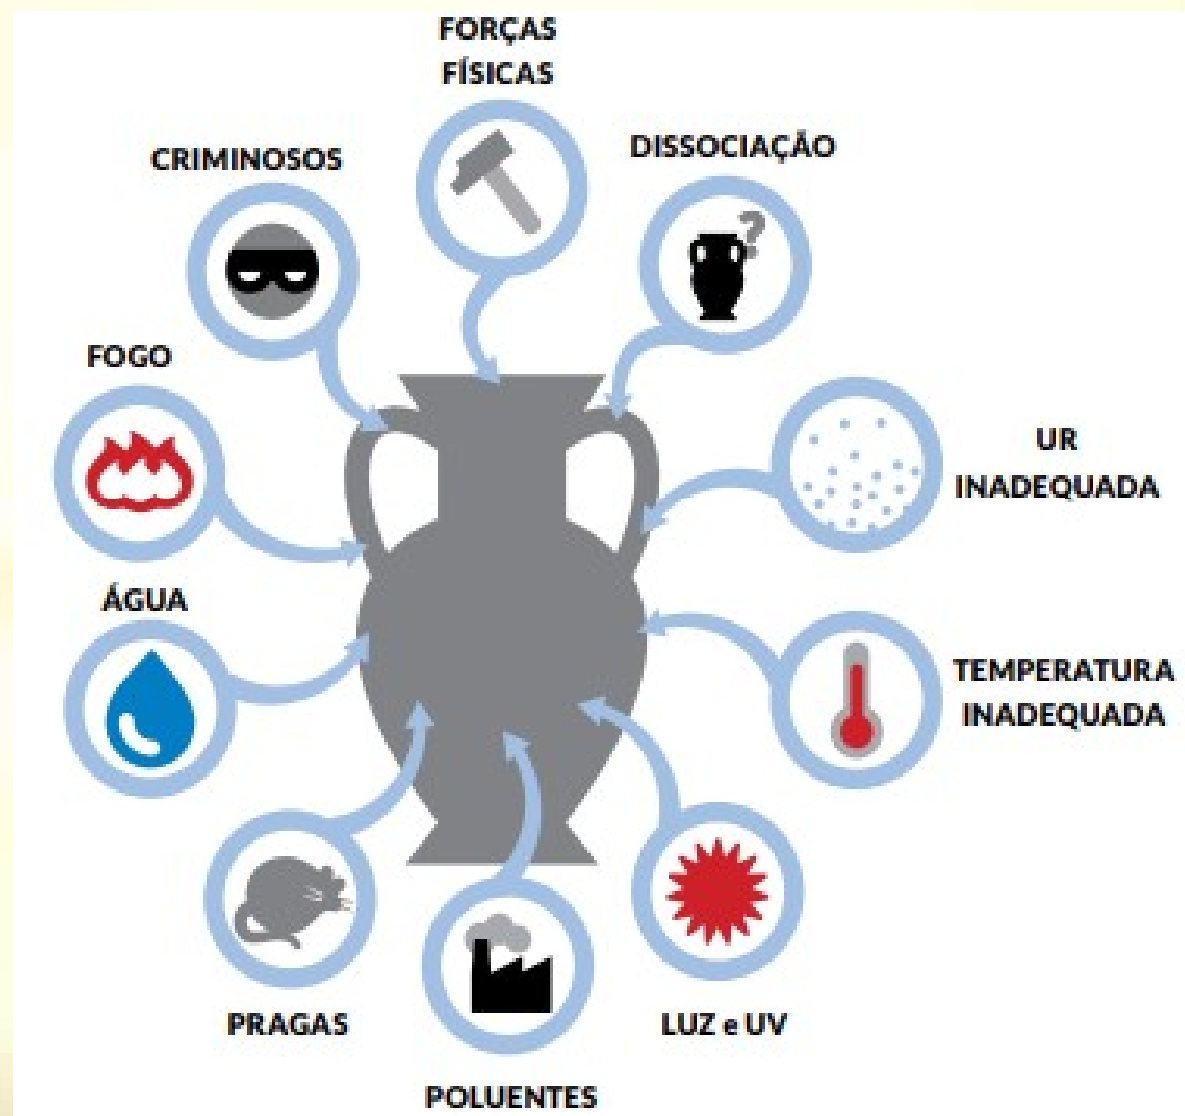 FORÇAS
FÍSICAS
DISSOCIAÇÃO
CRIMINOSOS
FOGO
UR
INADEQUADA
ÁGUA
TEMPERATURA
INADEQUADA
PRAGAS
LUZ e UV
POLUENTES
?